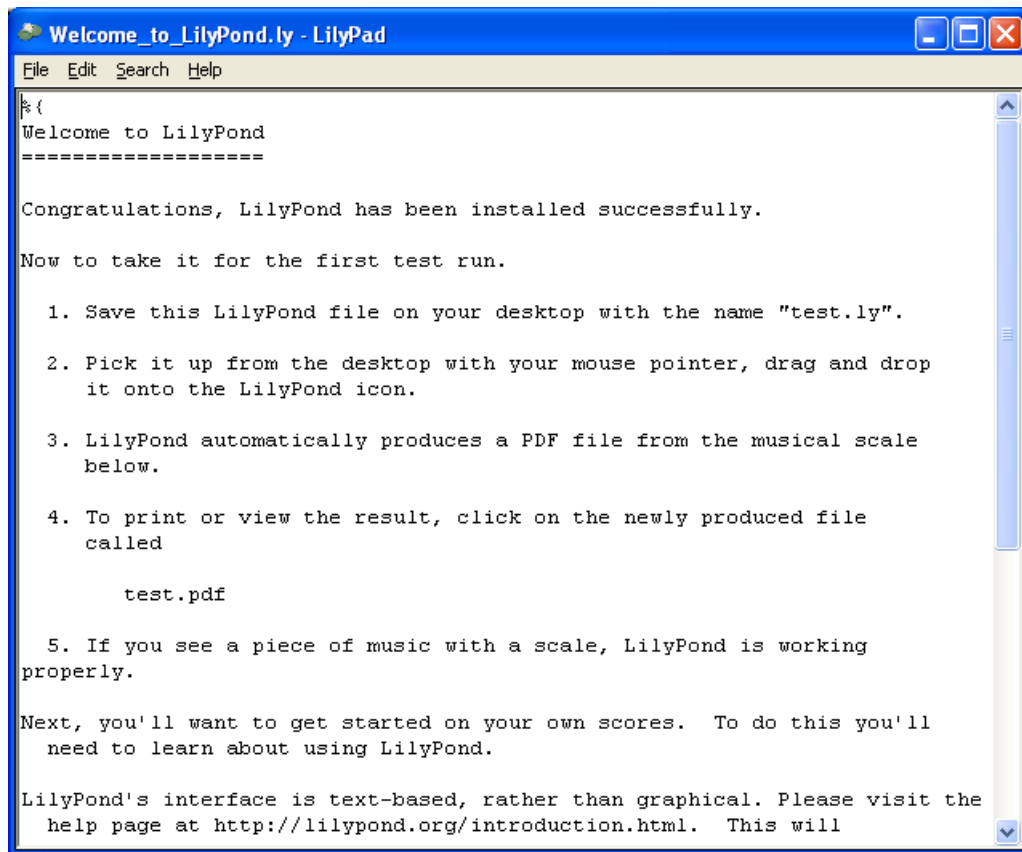 Welcome_to_LilyPond.ly - LilyPad
File Edit Search Help
%{
Welcome to LilyPond
===================
Congratulations, LilyPond has been installed successfully.
Now to take it for the first test run.
1. Save this LilyPond file on your desktop with the name "test.ly".
2. Pick it up from the desktop with your mouse pointer, drag and drop
it onto the LilyPond icon.
3. LilyPond automatically produces a PDF file from the musical scale
below.
4. To print or view the result, click on the newly produced file
called
test.pdf
5. If you see a piece of music with a scale, LilyPond is working
properly.
Next, you'll want to get started on your own scores.  To do this you'll
need to learn about using LilyPond.
LilyPond's interface is text-based, rather than graphical. Please visit the
help page at http://lilypond.org/introduction.html.  This will